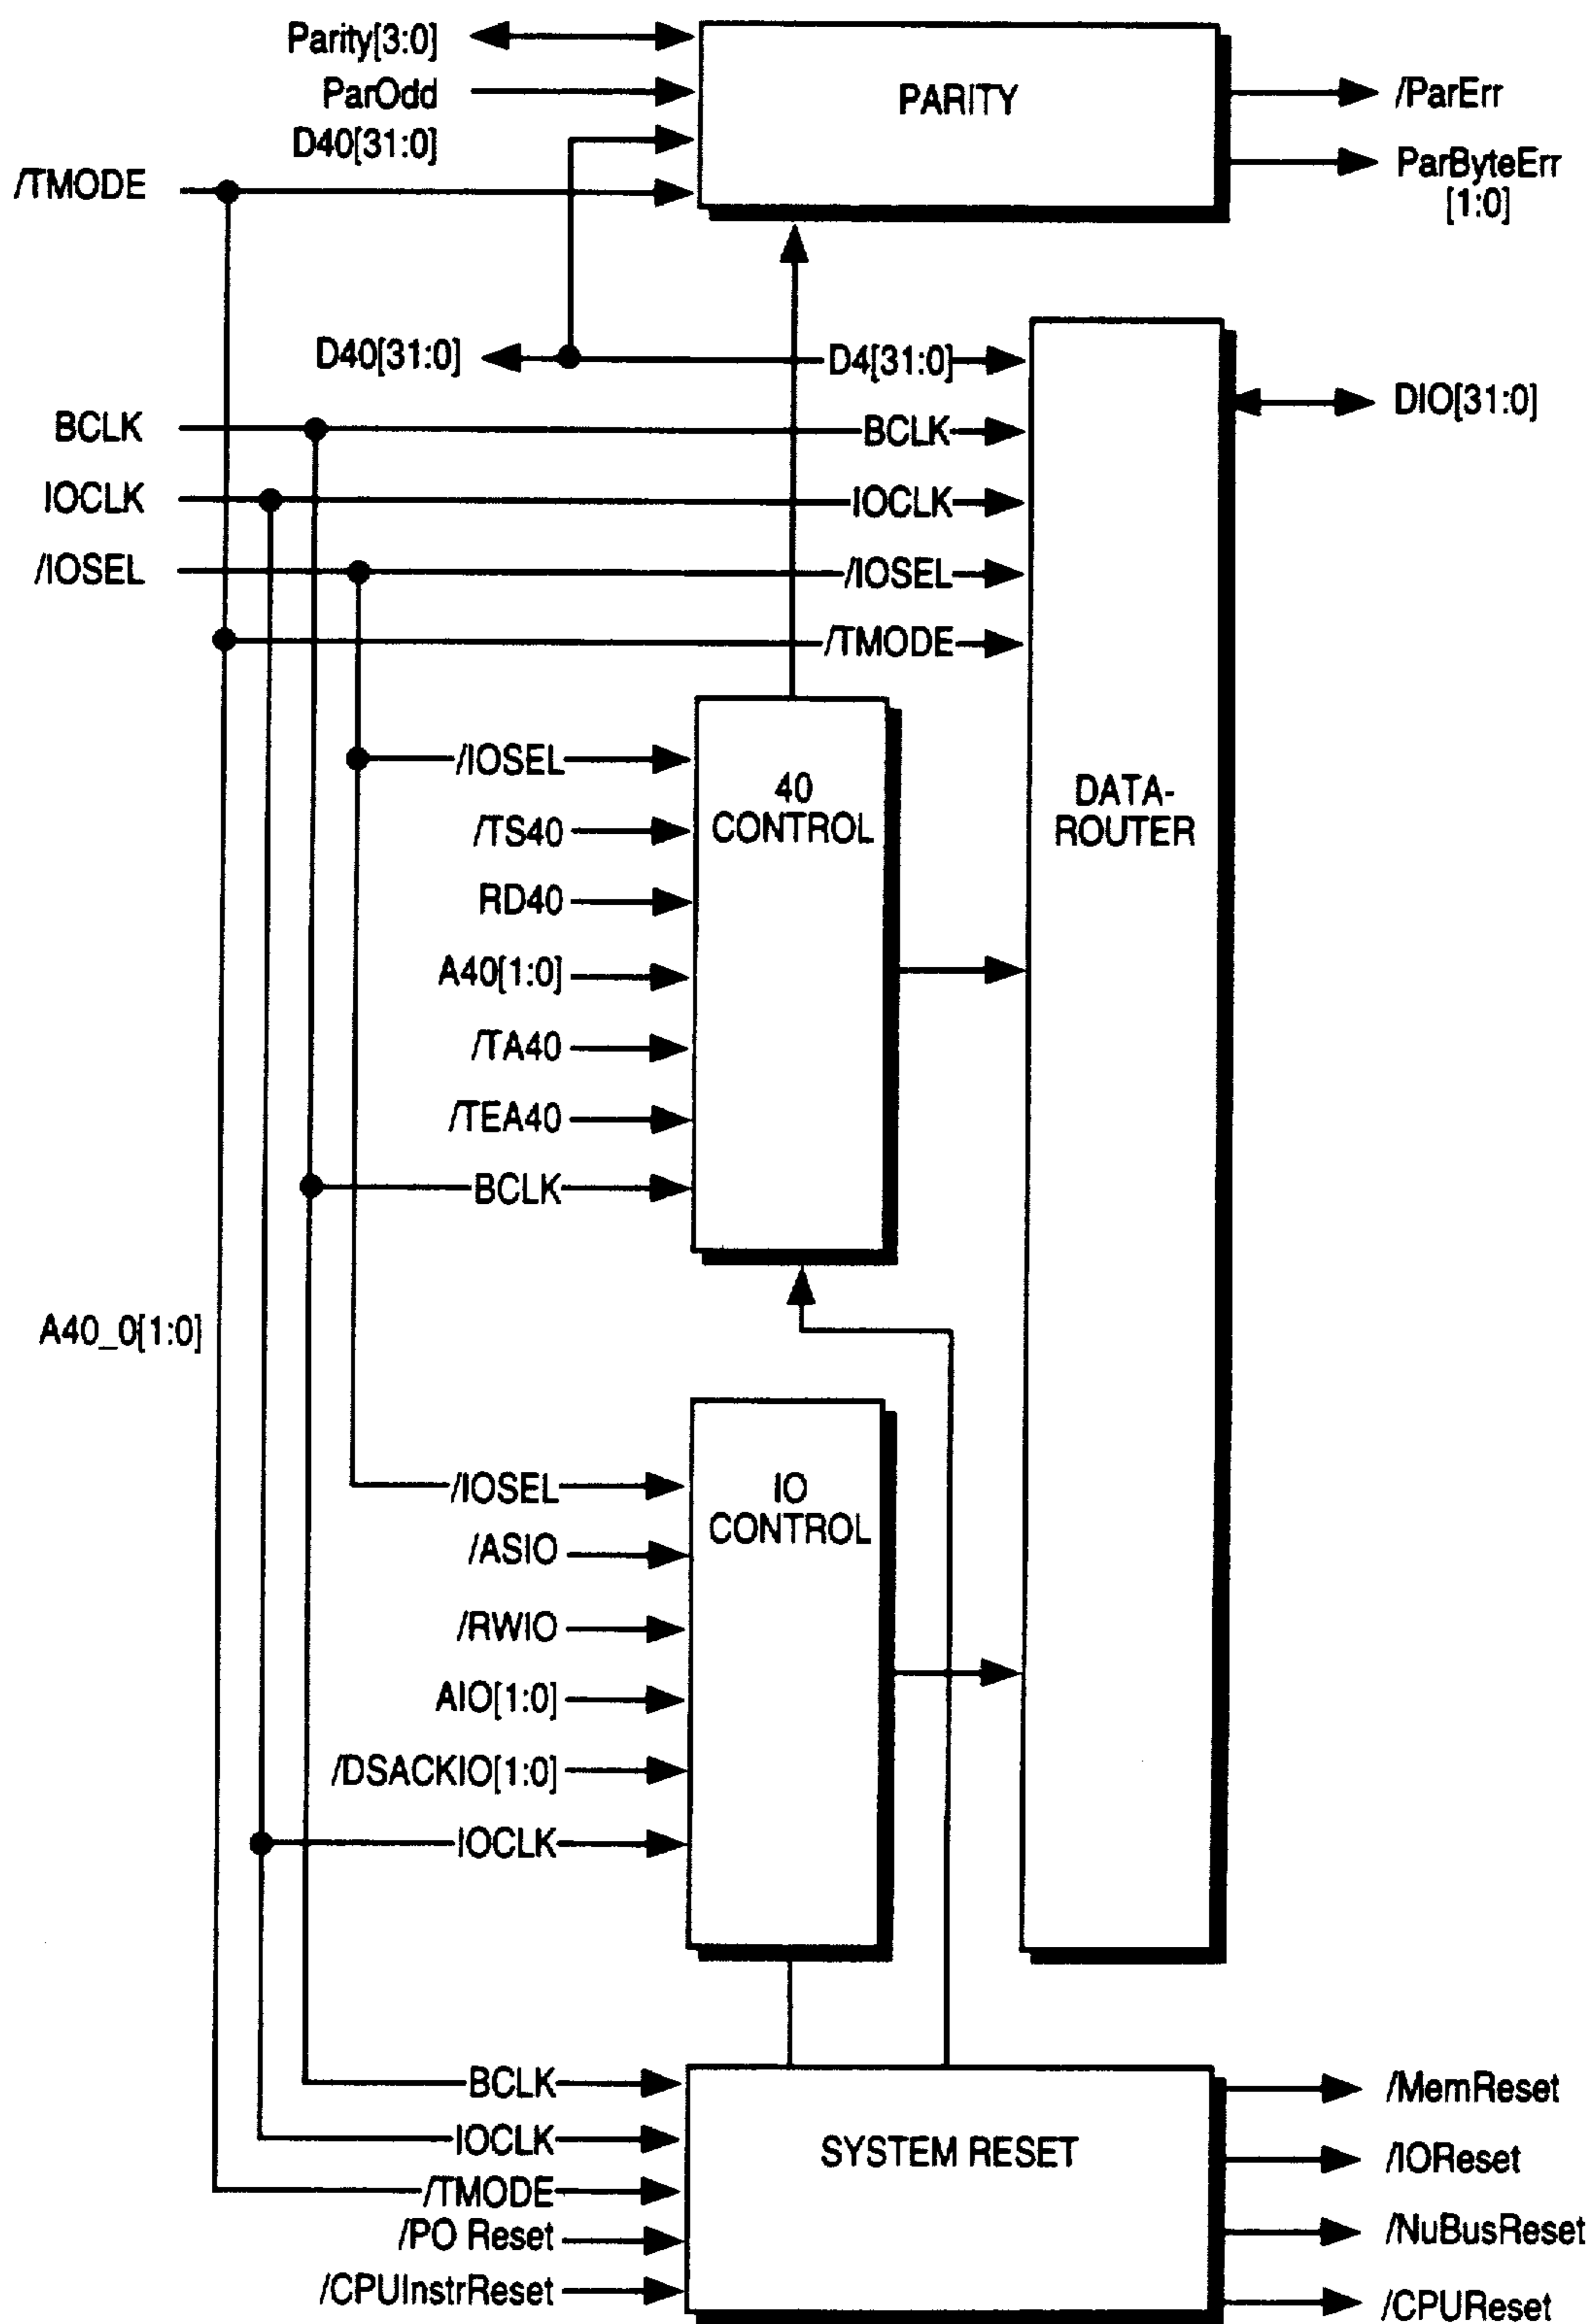 Parity[3:0]
ParOdd
D40[31:0]
/TMODE
PARITY
/ParErr
ParByteErr
[1:0]
D40[31:0]
D4[31:0]
DIO[31:0]
BCLK
BCLK
IOCLK
IOCLK
/IOSEL
/IOSEL
/TMODE
/IOSEL
/TS40
RD40
A40[1:0]
/TA40
/TEA40
BCLK
40
CONTROL
DATA-
ROUTER
A40_0[1:0]
/IOSEL
/ASIO
/RWIO
AIO[1:0]
/DSACKIO[1:0]
IOCLK
IO
CONTROL
BCLK
IOCLK
/TMODE
/PO Reset
/CPUInstrReset
SYSTEM RESET
/MemReset
/IOReset
/NuBusReset
/CPUReset